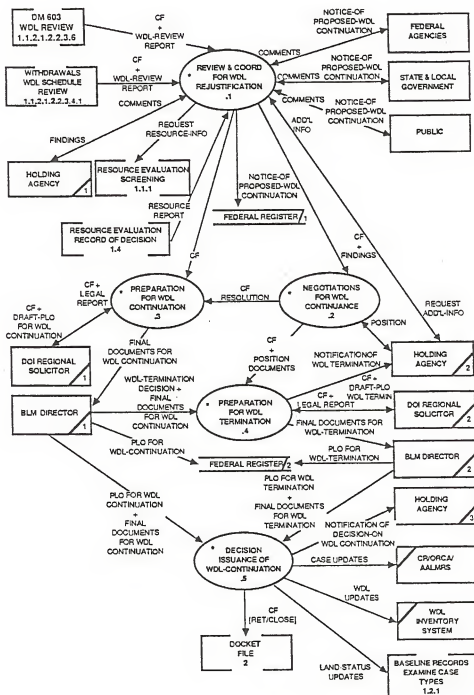 DM 603
WDL REVIEW
1.1.2.1.2.2.3.6
CF
+
WDL-REVIEW
REPORT
NOTICE-OF
PROPOSED-WDL
CONTINUATION
COMMENTS
FEDERAL
AGENCIES
WITHDRAWALS
WDL SCHEDULE
REVIEW
1.1.2.1.2.2.3.4.1
CF
+ WDL-REVIEW
REPORT
COMMENTS
REVIEW & COORD
FOR WDL
REJUSTIFICATION
.1
NOTICE-OF
PROPOSED-WDL
CONTINUATION
COMMENTS
STATE & LOCAL
GOVERNMENT
COMMENTS
NOTICE-OF
PROPOSED-WDL
CONTINUATION
PUBLIC
ADD'L
INFO
FINDINGS
REQUEST
RESOURCE-INFO
HOLDING
AGENCY
1
RESOURCE EVALUATION
SCREENING
1.1.1
RESOURCE
REPORT
NOTICE-OF
PROPOSED-WDL
CONTINUATION
FEDERAL REGISTER
1
RESOURCE EVALUATION
RECORD OF DECISION
1.4
CF
CF
+
FINDINGS
CF +
LEGAL
REPORT
PREPARATION
FOR WDL
CONTINUATION
.3
CF
RESOLUTION
NEGOTIATIONS
FOR WDL
CONTINUANCE
.2
REQUEST
ADD'L-INFO
CF +
DRAFT-PLO
FOR WDL
CONTINUATION
POSITION
DOI REGIONAL
SOLICITOR
1
FINAL
DOCUMENTS FOR
WDL CONTINUATION
CF
+
POSITION
DOCUMENTS
NOTIFICATION OF
WDL TERMINATION
HOLDING
AGENCY
2
WDL-TERMINATION
DECISION +
FINAL
DOCUMENTS
FOR WDL
CONTINUATION
PREPARATION
FOR WDL
TERMINATION
.4
CF +
DRAFT-PLO
WDL TERMIN
CF +
LEGAL REPORT
DOI REGIONAL
SOLICITOR
2
BLM DIRECTOR
1
FINAL DOCUMENTS FOR
WDL-TERMINATION
PLO FOR
WDL-CONTINUATION
FEDERAL REGISTER
2
PLO FOR
WDL-TERMINATION
BLM DIRECTOR
2
PLO FOR WDL
CONTINUATION
+
FINAL
DOCUMENTS
FOR WDL
CONTINUATION
PLO FOR WDL
TERMINATION
+
FINAL DOCUMENTS
FOR WDL
TERMINATION
NOTIFICATION OF
DECISION-ON
WDL CONTINUATION
HOLDING
AGENCY
3
DECISION
ISSUANCE OF
WDL-CONTINUATION
.5
CASE UPDATES
CR/ORCA/
AALMRS
WDL
UPDATES
WDL
INVENTORY
SYSTEM
CF
[RET/CLOSE]
DOCKET
FILE
2
LAND-STATUS
UPDATES
BASELINE RECORDS
EXAMINE CASE
TYPES
1.2.1